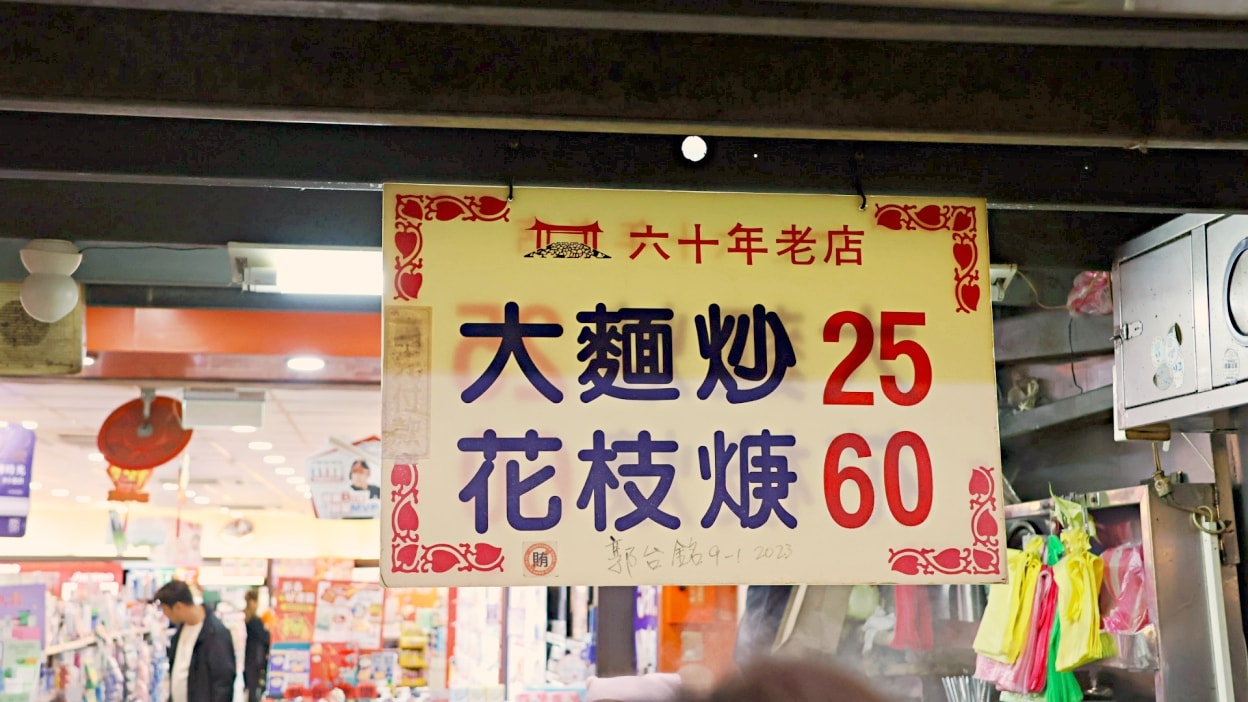 六十年老店
大麵炒 25
花枝焿 60
郭台銘 9-1 2023